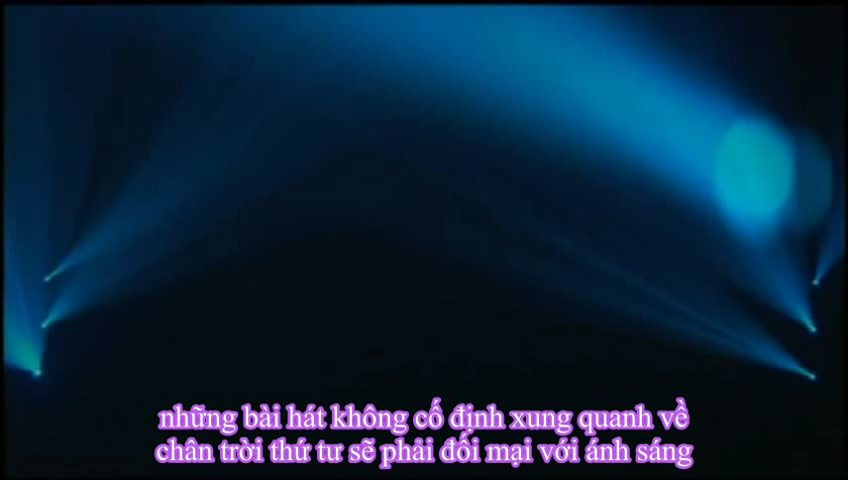 những bài hát không cố định xung quanh về
chân trời thứ tư sẽ phải đối mại với ánh sáng